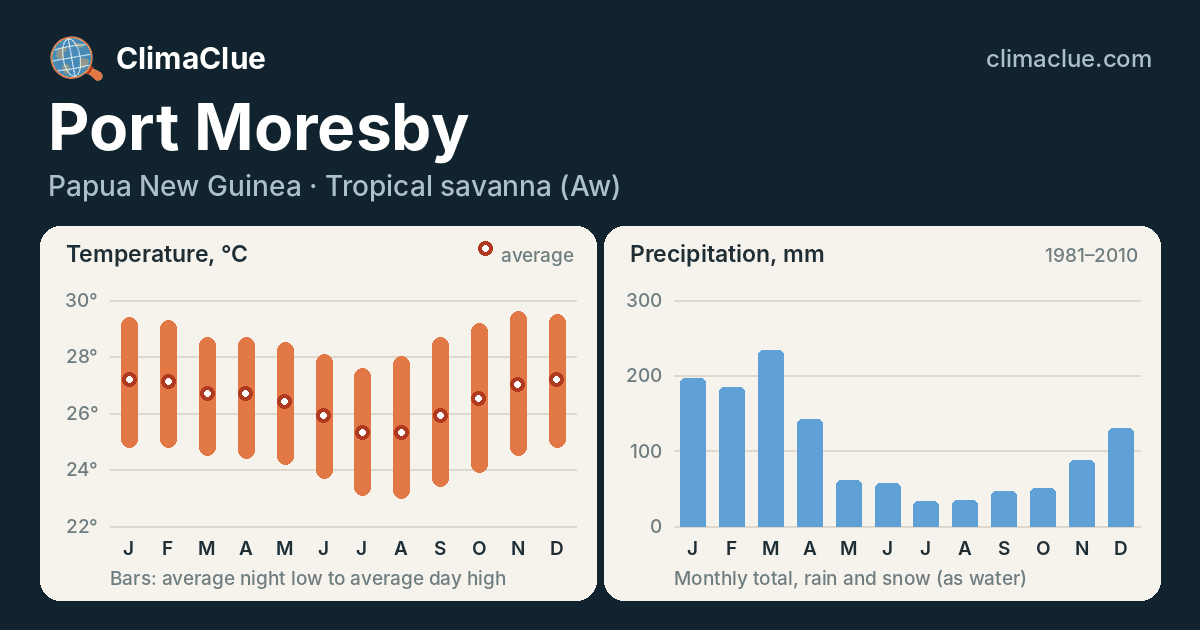 ClimaClue
climaclue.com
Port Moresby
Papua New Guinea · Tropical savanna (Aw)
Temperature, °C
average
30°
28°
26°
24°
22°
J F M A M J J A S O N D
Bars: average night low to average day high
Precipitation, mm
1981–2010
300
200
100
0
J F M A M J J A S O N D
Monthly total, rain and snow (as water)